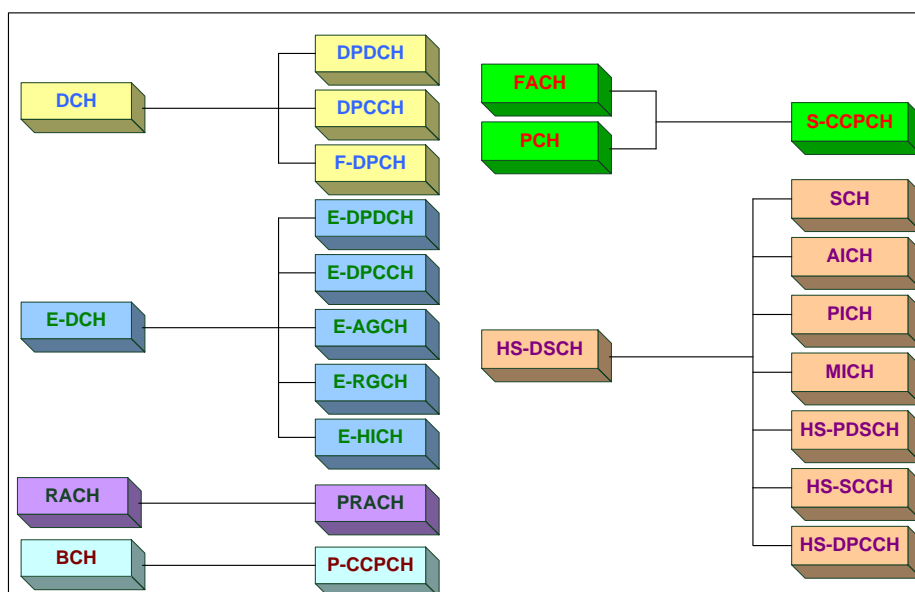 DCH
DPDCH
DPCCH
F-DPCH
E-DCH
E-DPDCH
E-DPCCH
E-AGCH
E-RGCH
E-HICH
RACH
PRACH
BCH
P-CCPCH
FACH
PCH
S-CCPCH
HS-DSCH
SCH
AICH
PICH
MICH
HS-PDSCH
HS-SCCH
HS-DPCCH